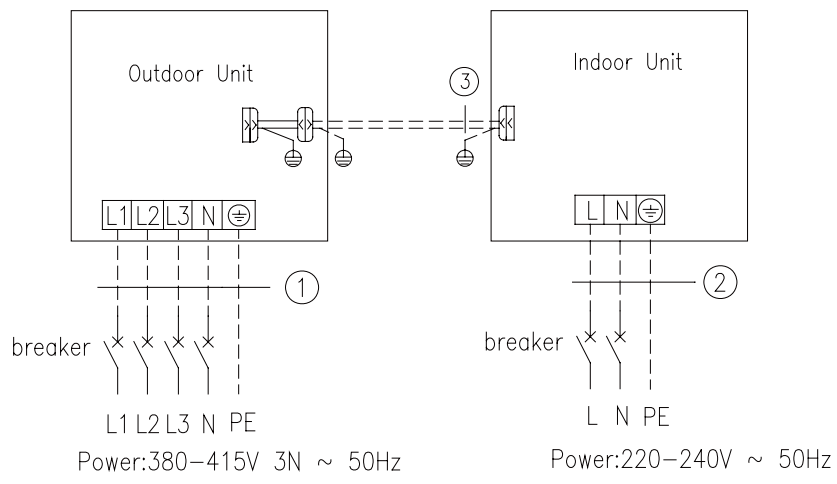 Outdoor Unit
Indoor Unit
3
L1 L2 L3 N
L N
1
2
breaker
breaker
L1 L2 L3 N PE
L N PE
Power:380-415V 3N ~ 50Hz
Power:220-240V ~ 50Hz